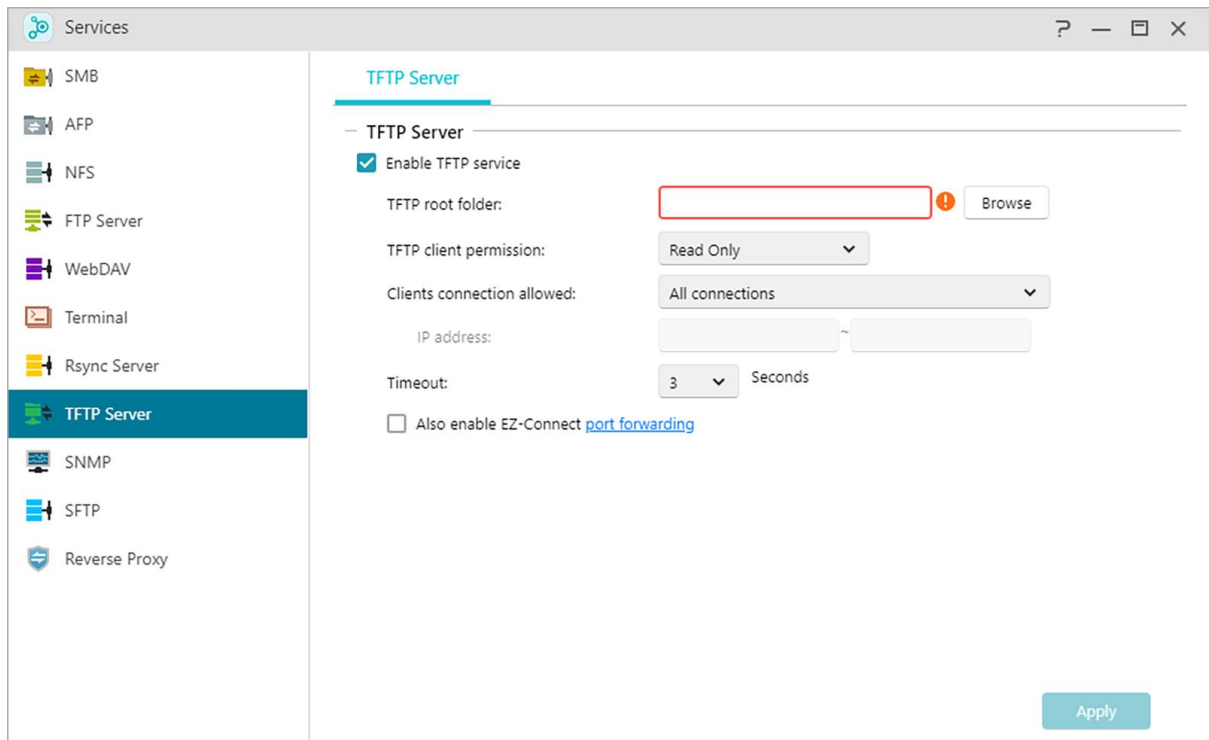 Services
SMB
AFP
NFS
FTP Server
WebDAV
Terminal
Rsync Server
TFTP Server
SNMP
SFTP
Reverse Proxy
TFTP Server
TFTP Server
Enable TFTP service
TFTP root folder:
Browse
TFTP client permission:
Read Only
Clients connection allowed:
All connections
IP address:
~
Timeout:
3
Seconds
Also enable EZ-Connect port forwarding
Apply